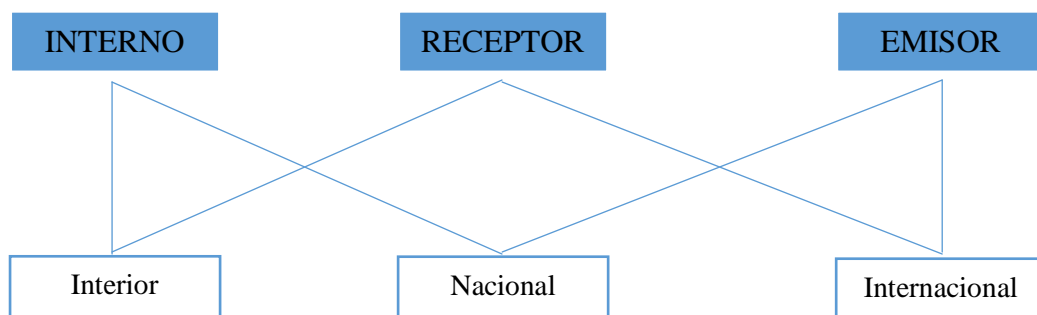 INTERNO
RECEPTOR
EMISOR
Interior
Nacional
Internacional